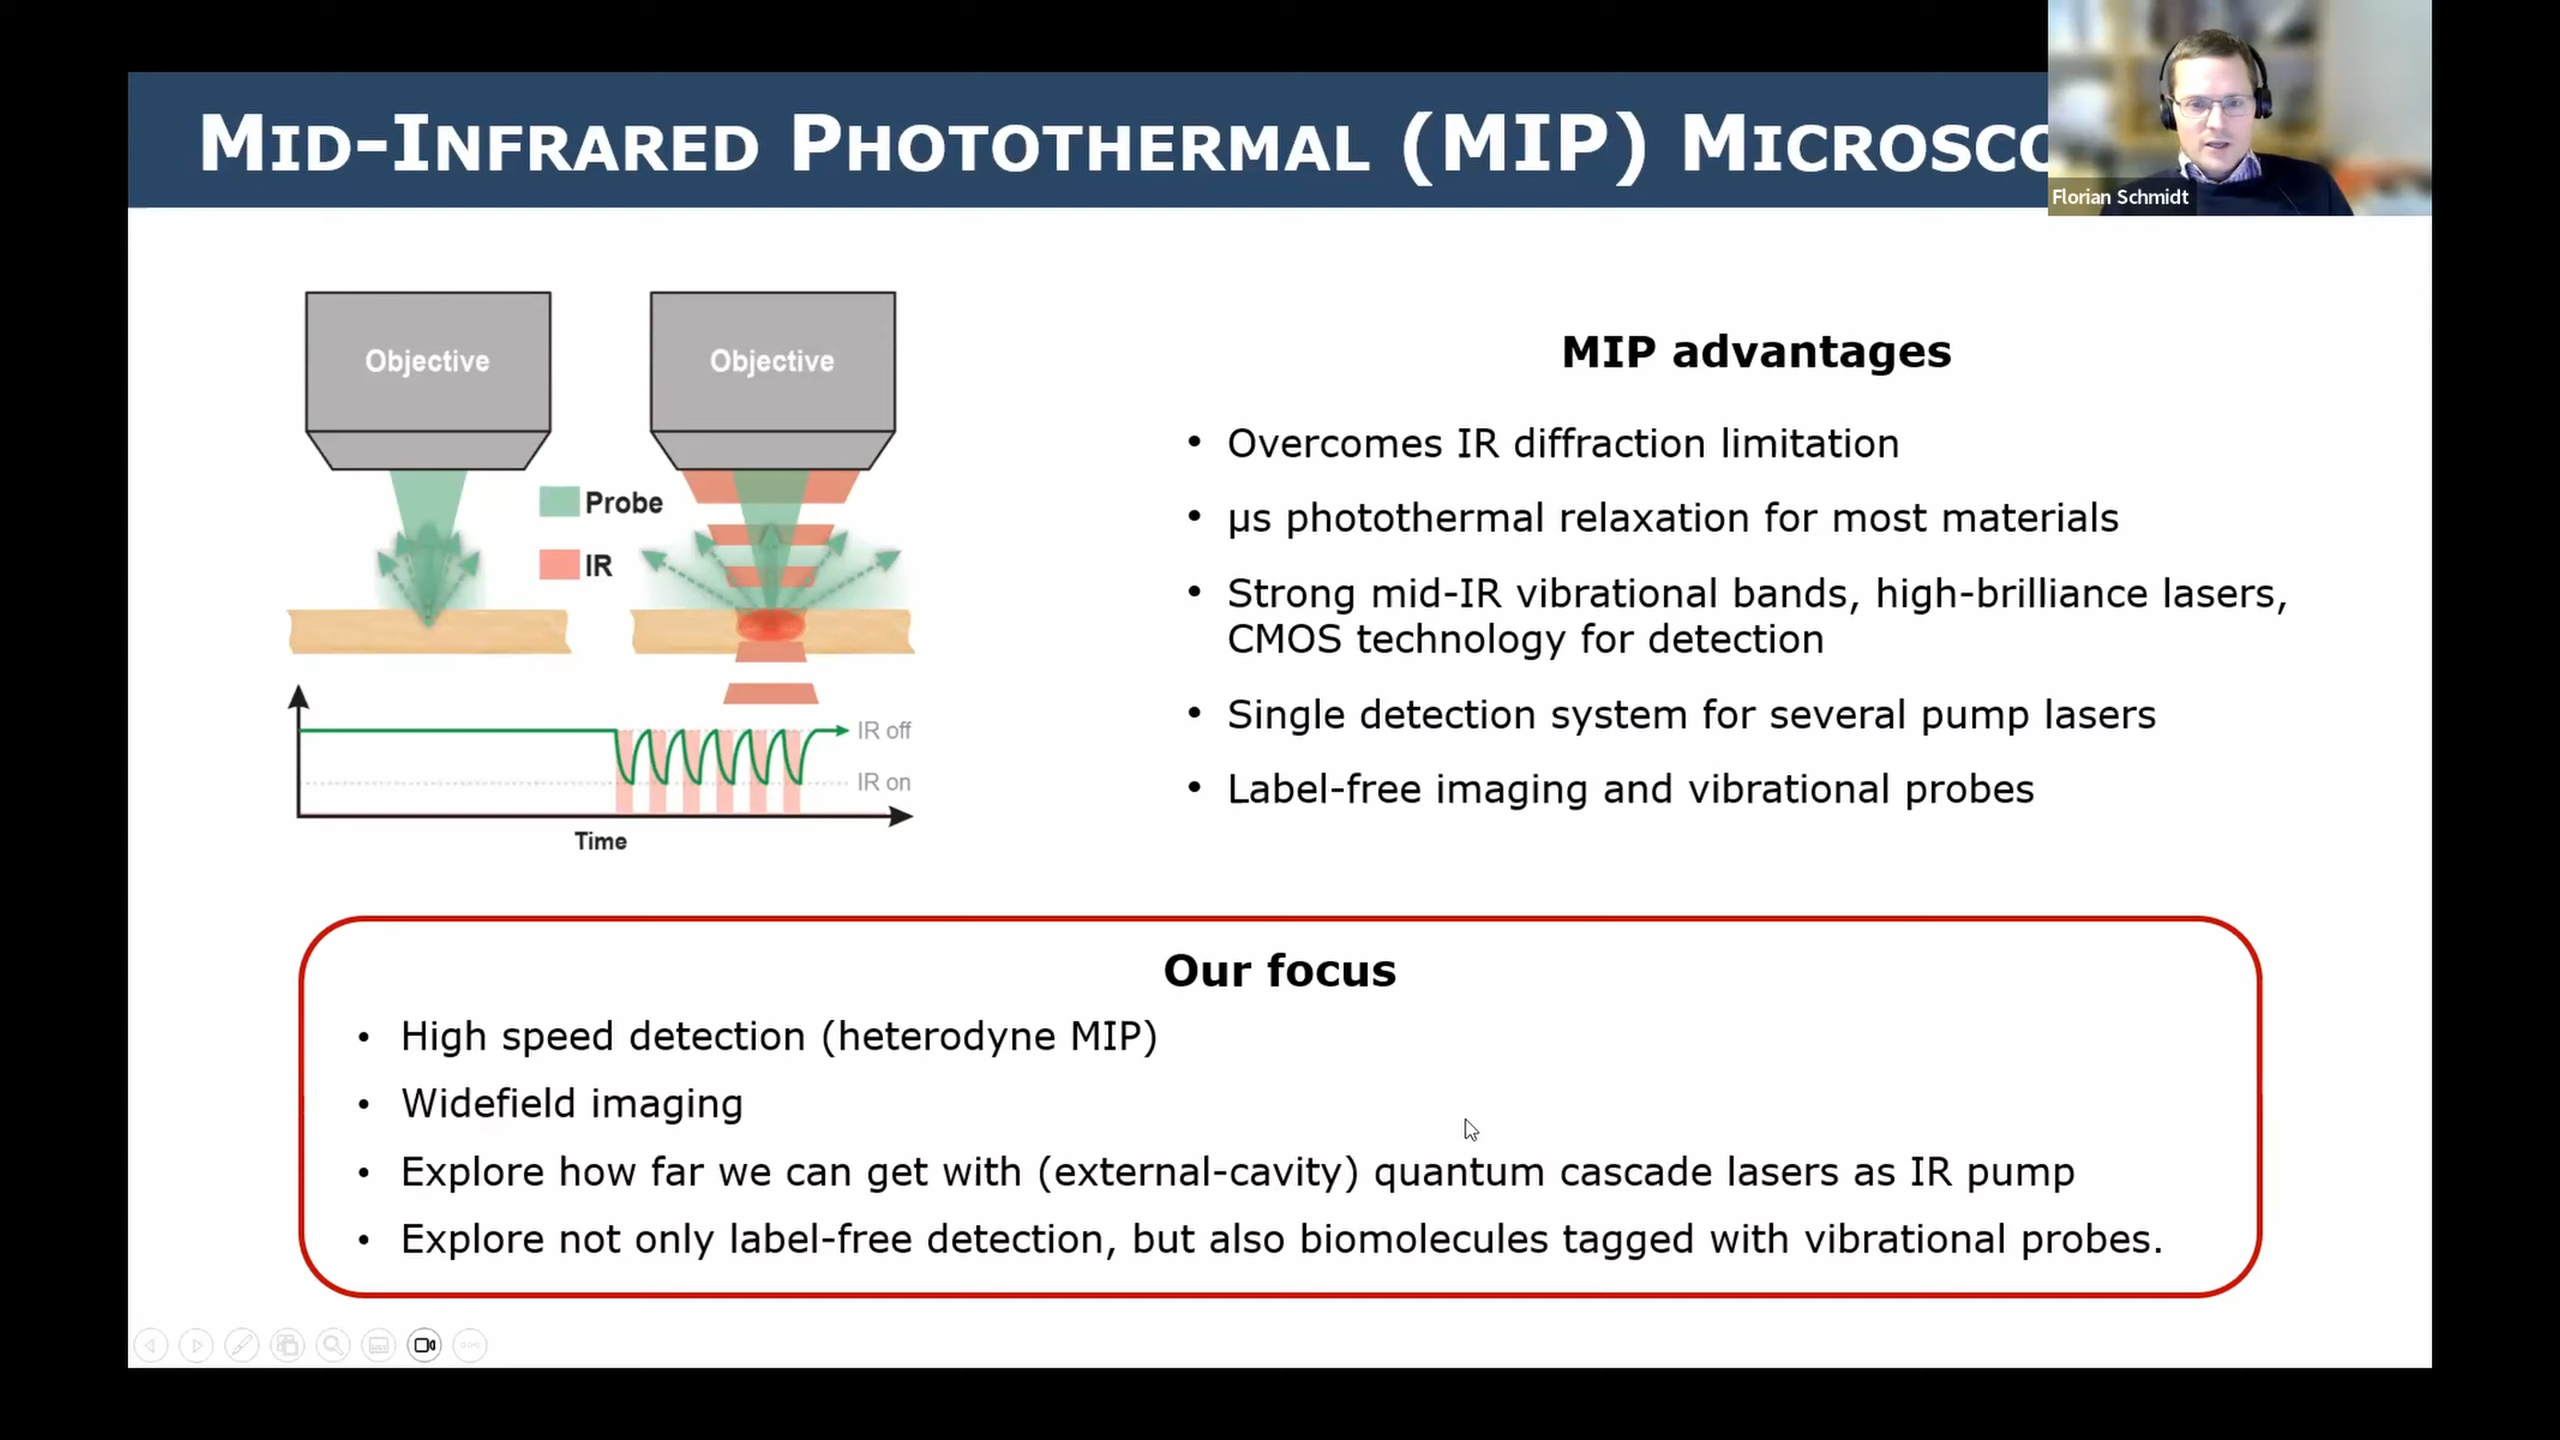 MID-INFRARED PHOTOTHERMAL (MIP) MICROSCO
Florian Schmidt
Objective
Objective
Probe
IR
IR off
IR on
Time
MIP advantages
• Overcomes IR diffraction limitation
• µs photothermal relaxation for most materials
• Strong mid-IR vibrational bands, high-brilliance lasers,
CMOS technology for detection
• Single detection system for several pump lasers
• Label-free imaging and vibrational probes
Our focus
• High speed detection (heterodyne MIP)
• Widefield imaging
• Explore how far we can get with (external-cavity) quantum cascade lasers as IR pump
• Explore not only label-free detection, but also biomolecules tagged with vibrational probes.